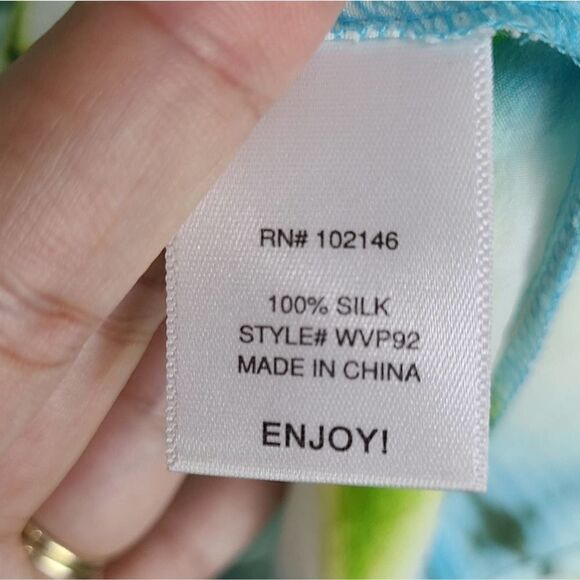 RN# 102146
100% SILK
STYLE# WVP92
MADE IN CHINA
ENJOY!